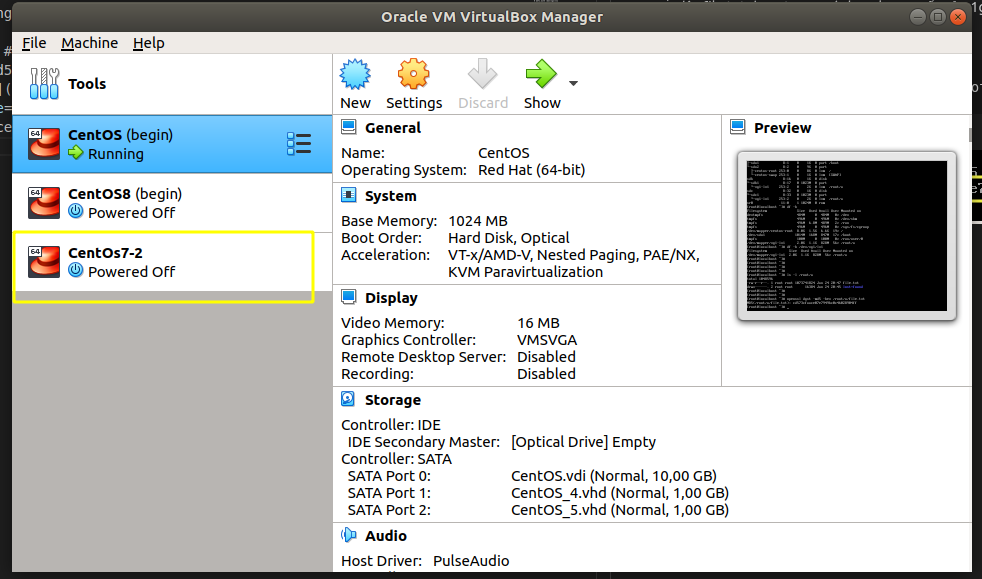 Oracle VM VirtualBox Manager
File Machine Help
Tools
New Settings Discard Show
64 CentOS (begin)
Running
64 CentOS8 (begin)
Powered Off
64 CentOs7-2
Powered Off
General
Name: CentOS
Operating System: Red Hat (64-bit)
System
Base Memory: 1024 MB
Boot Order: Hard Disk, Optical
Acceleration: VT-x/AMD-V, Nested Paging, PAE/NX,
KVM Paravirtualization
Display
Video Memory: 16 MB
Graphics Controller: VMSVGA
Remote Desktop Server: Disabled
Recording: Disabled
Preview
Storage
Controller: IDE
IDE Secondary Master: [Optical Drive] Empty
Controller: SATA
SATA Port 0: CentOS.vdi (Normal, 10,00 GB)
SATA Port 1: CentOS_4.vhd (Normal, 1,00 GB)
SATA Port 2: CentOS_5.vhd (Normal, 1,00 GB)
Audio
Host Driver: PulseAudio